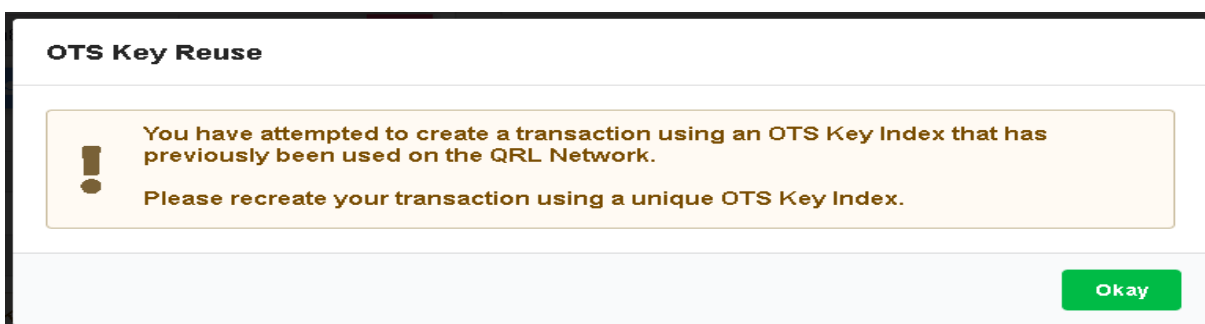 OTS Key Reuse
You have attempted to create a transaction using an OTS Key Index that has
previously been used on the QRL Network.
Please recreate your transaction using a unique OTS Key Index.
Okay